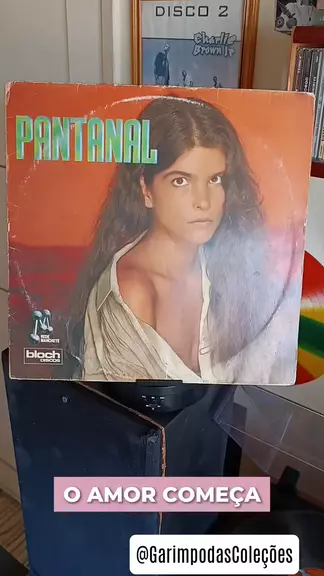 DISCO 2
Charlie
Brown Jr
PANTANAL
REDE
MANCHETE
bloch
DISCOS
O AMOR COMEÇA
@GarimpodasColeções